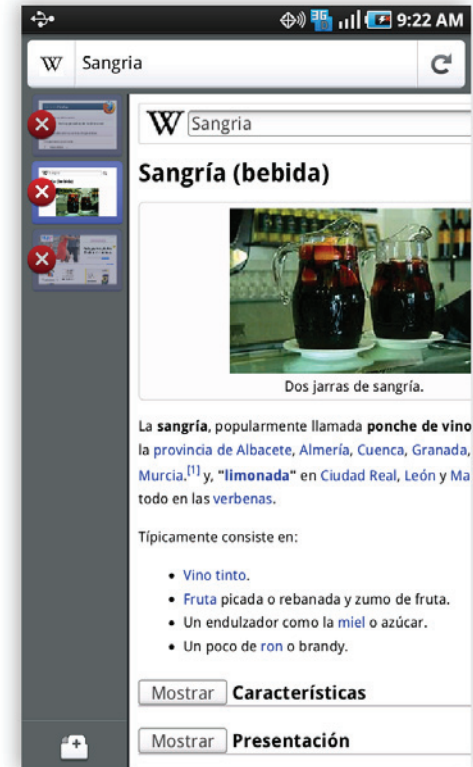 3G
9:22 AM
W Sangria
W Sangria
Sangría (bebida)
Dos jarras de sangría.
La sangría, popularmente llamada ponche de vino
la provincia de Albacete, Almería, Cuenca, Granada,
Murcia.[1] y, "limonada" en Ciudad Real, León y Ma
todo en las verbenas.
Típicamente consiste en:
• Vino tinto.
• Fruta picada o rebanada y zumo de fruta.
• Un endulzador como la miel o azúcar.
• Un poco de ron o brandy.
Mostrar Características
Mostrar Presentación